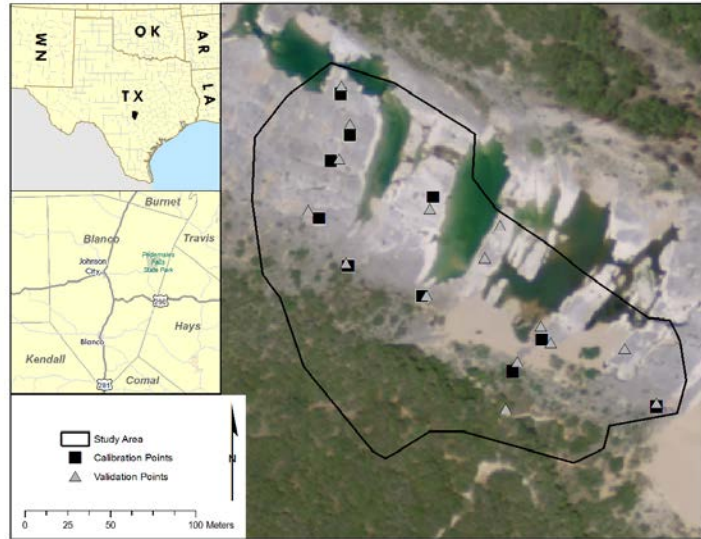 NM
OK
AR
TX
LA
Burnet
Blanco
Travis
Johnson
City
Pedernales
Falls
State Park
290
Hays
Blanco
Kendall
281
Comal
Study Area
Calibration Points
Validation Points
N
0 25 50 100 Meters